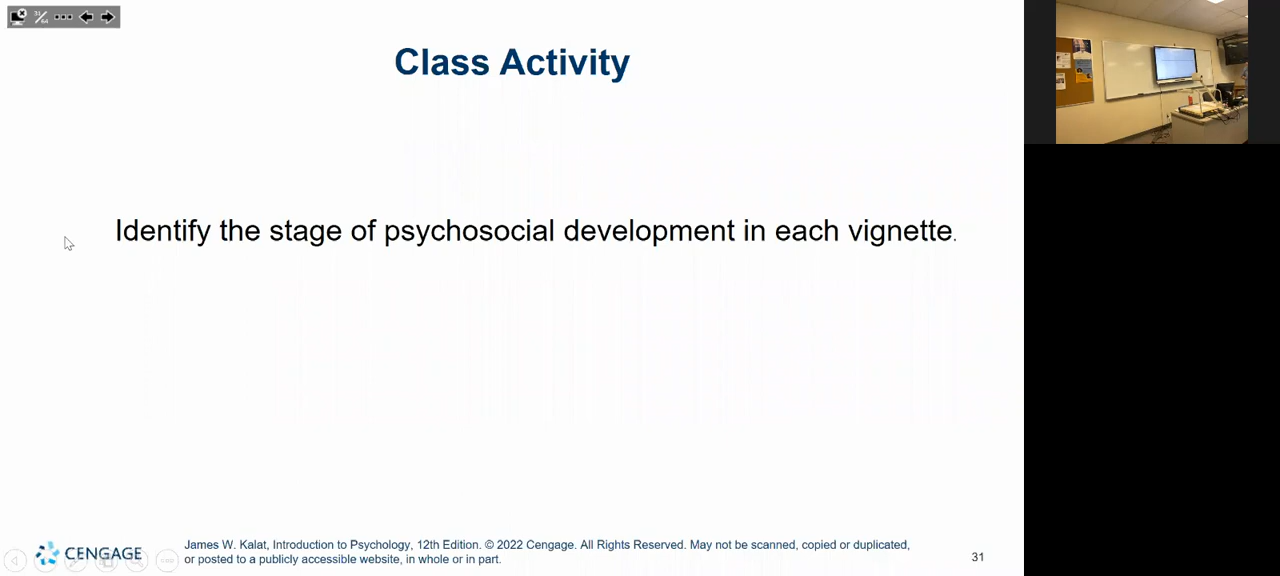 31/64
Class Activity
Identify the stage of psychosocial development in each vignette.
CENGAGE
James W. Kalat, Introduction to Psychology, 12th Edition. © 2022 Cengage. All Rights Reserved. May not be scanned, copied or duplicated,
or posted to a publicly accessible website, in whole or in part.
31